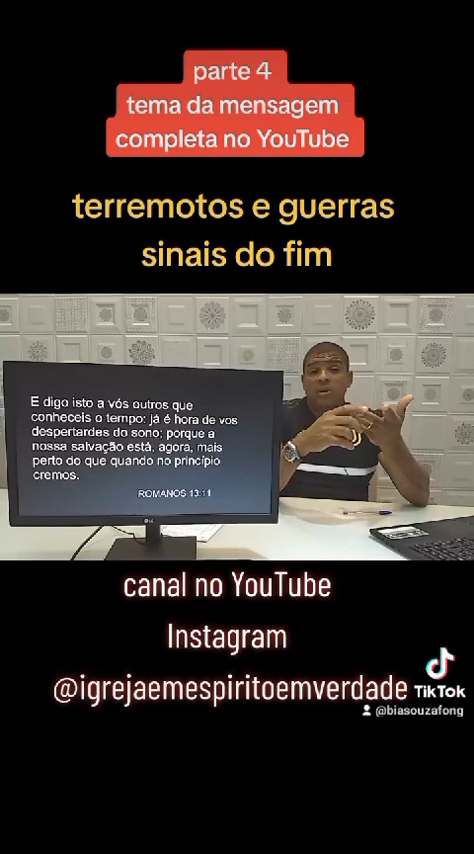 parte 4
tema da mensagem
completa no YouTube
terremotos e guerras
sinais do fim
E digo isto a vós outros que
conheceis o tempo: já é hora de vos
despertardes do sono; porque a
nossa salvação está, agora, mais
perto do que quando no princípio
cremos.
ROMANOS 13:11
LG
canal no YouTube
Instagram
@igrejaemespiritoemverdade
TikTok
@biasouzafong